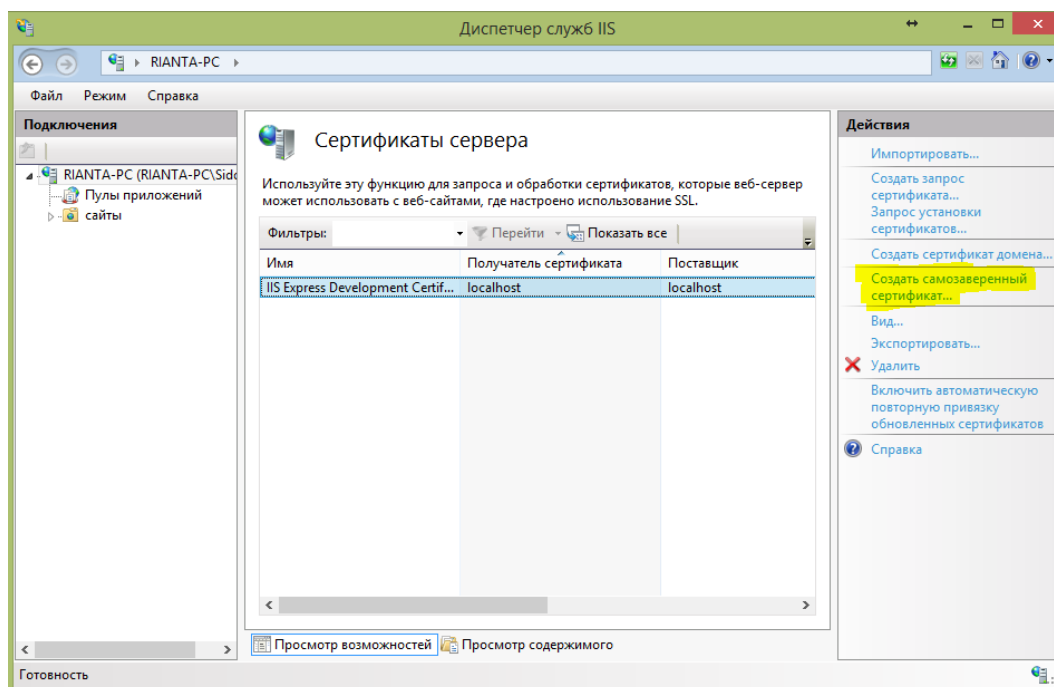 Диспетчер служб IIS
RIANTA-PC
Файл Режим Справка
Подключения
RIANTA-PC (RIANTA-PC\Sido
Пулы приложений
сайты
Сертификаты сервера
Используйте эту функцию для запроса и обработки сертификатов, которые веб-сервер
может использовать с веб-сайтами, где настроено использование SSL.
Фильтры: Перейти Показать все
Имя Получатель сертификата Поставщик
IIS Express Development Certif... localhost localhost
Просмотр возможностей Просмотр содержимого
Действия
Импортировать...
Создать запрос
сертификата...
Запрос установки
сертификатов...
Создать сертификат домена...
Создать самозаверенный
сертификат...
Вид...
Экспортировать...
Удалить
Включить автоматическую
повторную привязку
обновленных сертификатов
Справка
Готовность